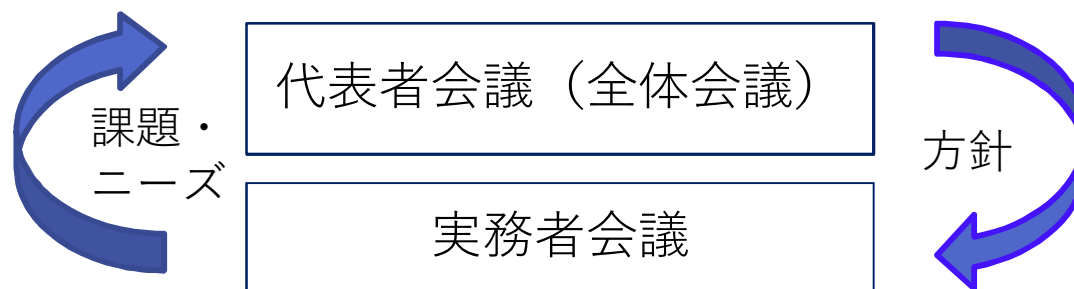 代表者会議（全体会議）
課題・
ニーズ
方針
実務者会議